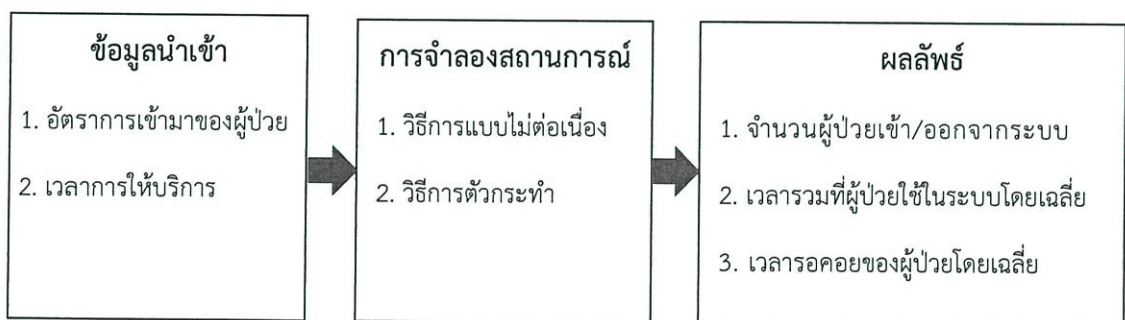 ข้อมูลนำเข้า
1. อัตราการเข้ามาของผู้ป่วย
2. เวลาการให้บริการ
การจำลองสถานการณ์
1. วิธีการแบบไม่ต่อเนื่อง
2. วิธีการตัวกระทำ
ผลลัพธ์
1. จำนวนผู้ป่วยเข้า/ออกจากระบบ
2. เวลารวมที่ผู้ป่วยใช้ในระบบโดยเฉลี่ย
3. เวลารอคอยของผู้ป่วยโดยเฉลี่ย